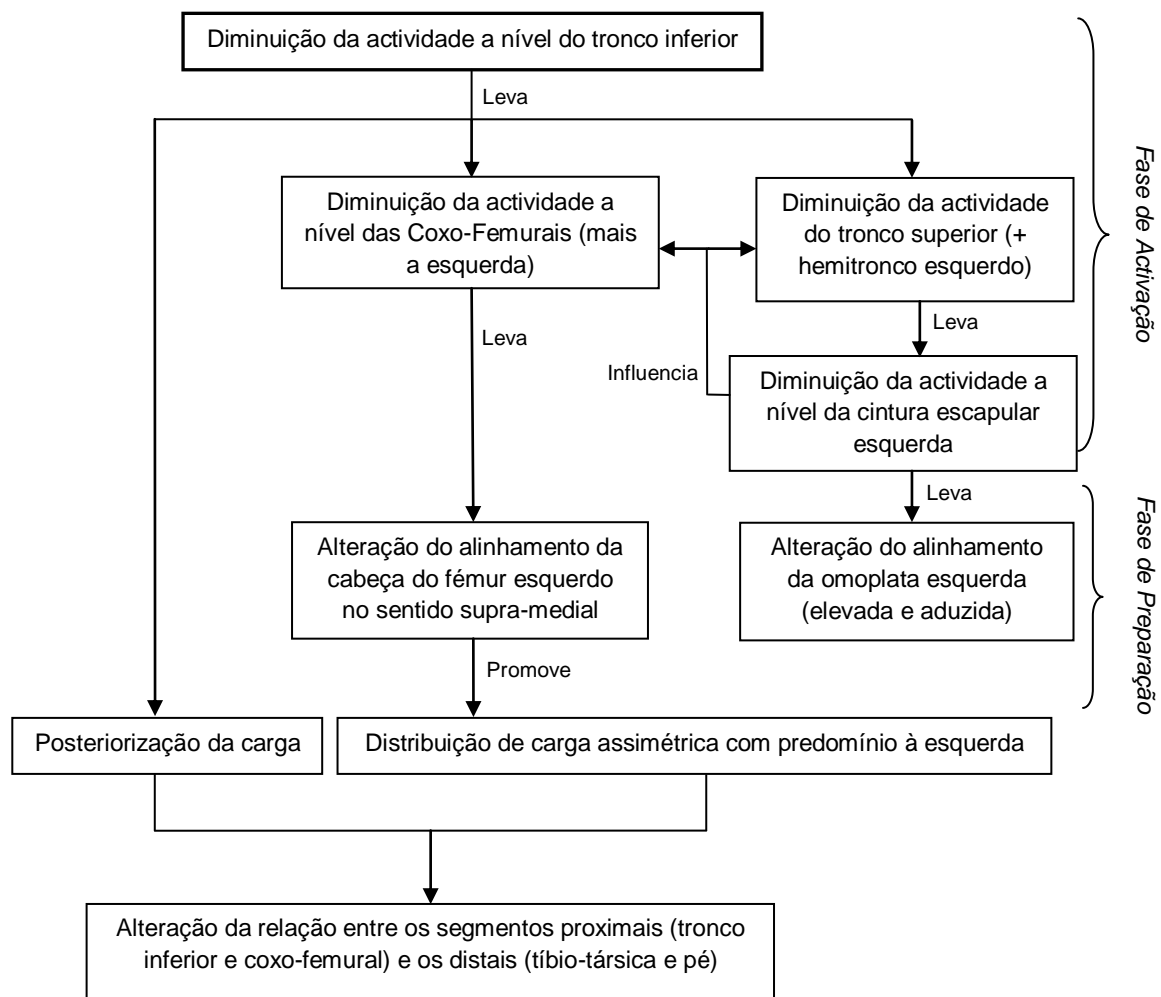 Diminuição da actividade a nível do tronco inferior
Leva
Diminuição da actividade a
nível das Coxo-Femurais (mais
a esquerda)
Diminuição da actividade
do tronco superior (+
hemitronco esquerdo)
Leva
Leva
Influencia
Diminuição da actividade a
nível da cintura escapular
esquerda
Fase de Activação
Leva
Alteração do alinhamento da
cabeça do fémur esquerdo
no sentido supra-medial
Alteração do alinhamento
da omoplata esquerda
(elevada e aduzida)
Fase de Preparação
Promove
Posteriorização da carga
Distribuição de carga assimétrica com predomínio à esquerda
Alteração da relação entre os segmentos proximais (tronco
inferior e coxo-femural) e os distais (tíbio-társica e pé)